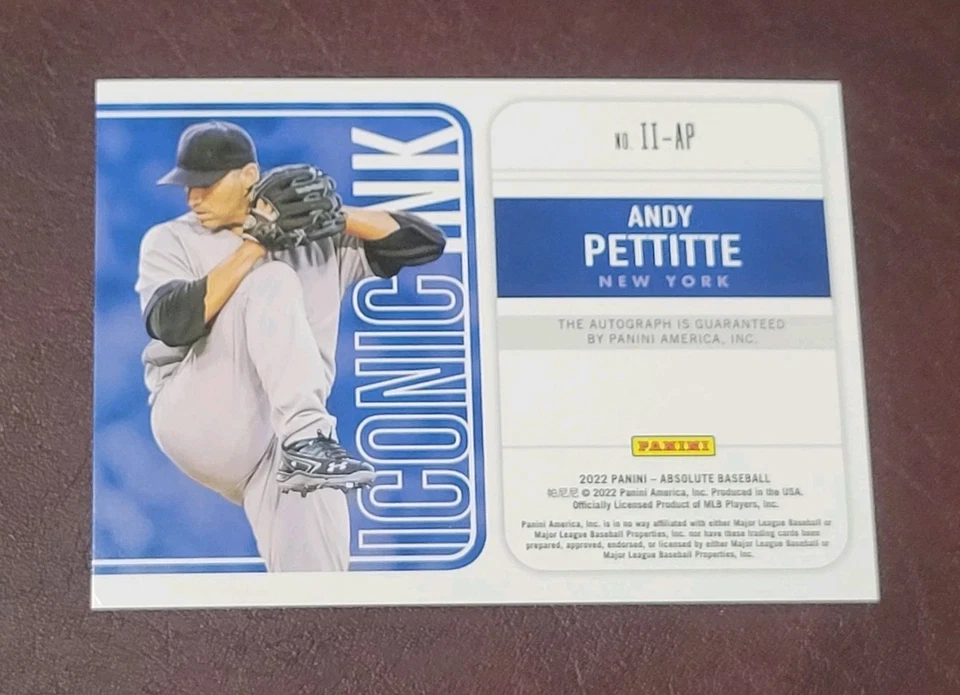 ICONIC INK
NO. II-AP
ANDY
PETTITTE
NEW YORK
THE AUTOGRAPH IS GUARANTEED
BY PANINI AMERICA, INC.
PANINI
2022 PANINI – ABSOLUTE BASEBALL
帕尼尼 © 2022 Panini America, Inc. Produced in the USA.
Officially Licensed Product of MLB Players, Inc.
Panini America, Inc. is in no way affiliated with either Major League Baseball or
Major League Baseball Properties, Inc. nor have these trading cards been
prepared, approved, endorsed, or licensed by either Major League Baseball or
Major League Baseball Properties, Inc.